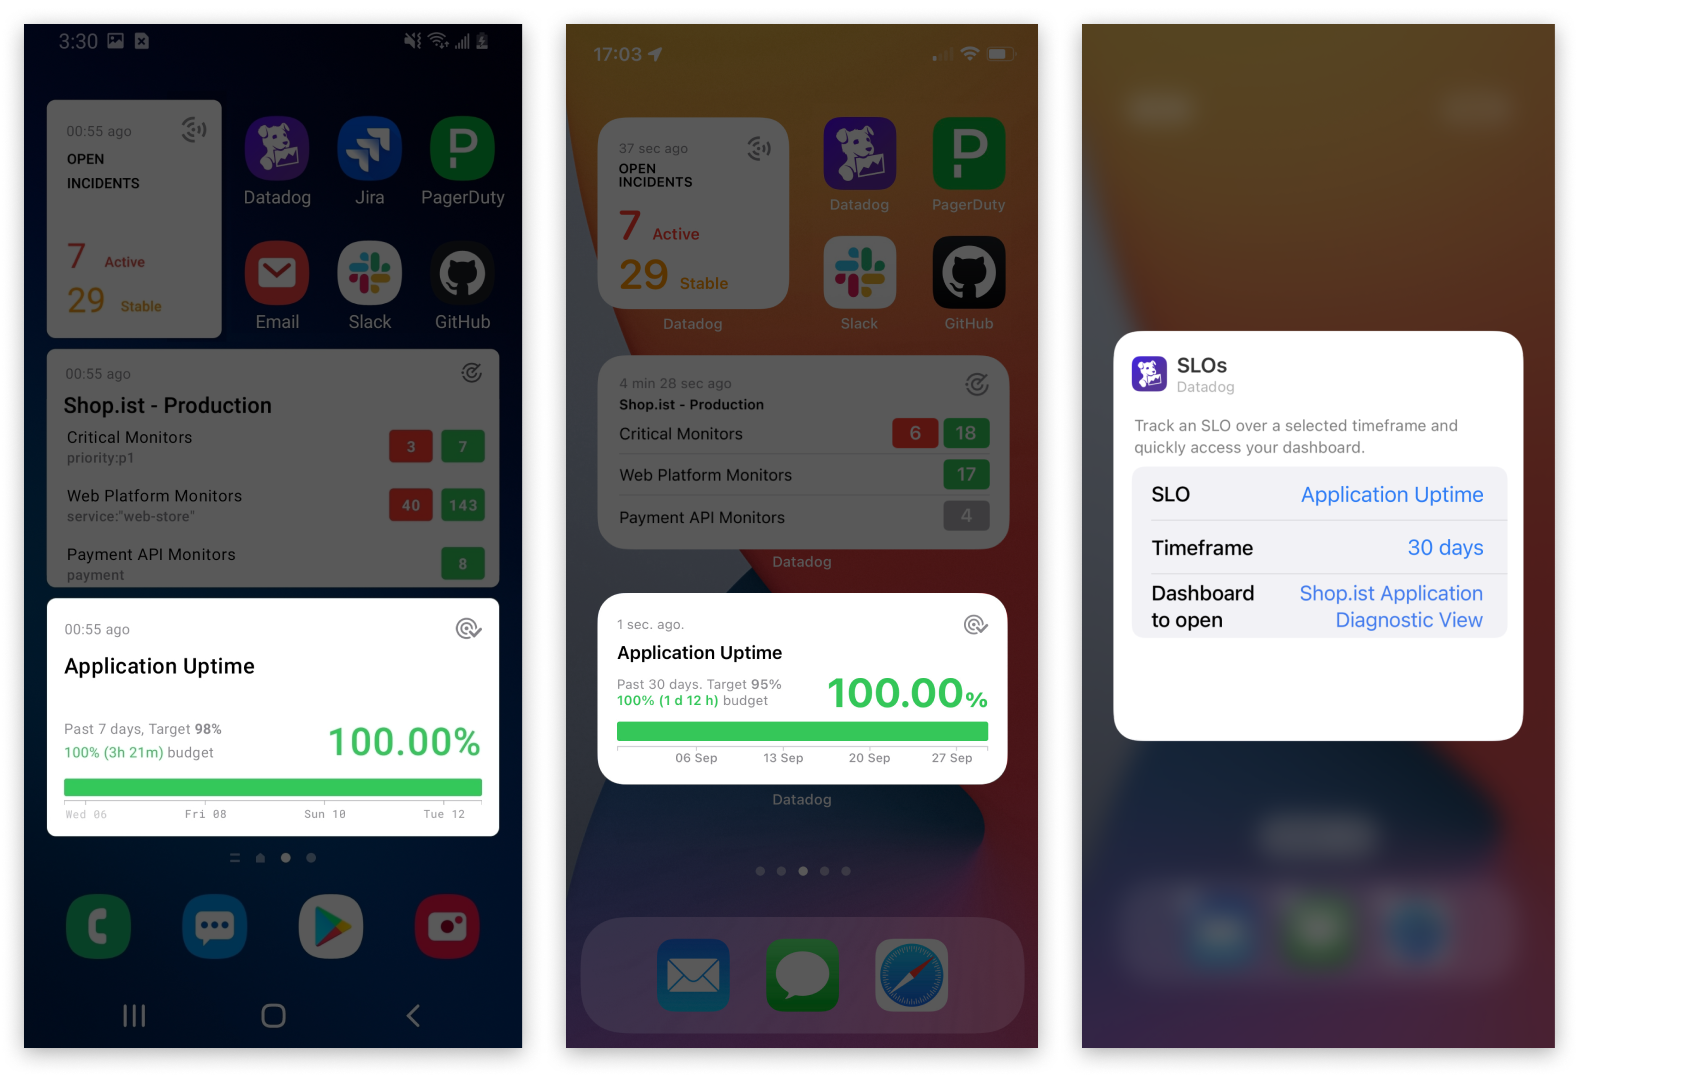 3:30
00:55 ago
OPEN
INCIDENTS
7 Active
29 Stable
Datadog
Jira
PagerDuty
Email
Slack
GitHub
00:55 ago
Shop.ist - Production
Critical Monitors
priority:p1
3 7
Web Platform Monitors
service:"web-store"
40 143
Payment API Monitors
payment
8
00:55 ago
Application Uptime
Past 7 days, Target 98%
100% (3h 21m) budget
100.00%
Wed 06 Fri 08 Sun 10 Tue 12
17:03
37 sec ago
OPEN
INCIDENTS
7 Active
29 Stable
Datadog
Datadog
PagerDuty
Slack
GitHub
4 min 28 sec ago
Shop.ist - Production
Critical Monitors 6 18
Web Platform Monitors 17
Payment API Monitors 4
Datadog
1 sec. ago.
Application Uptime
Past 30 days. Target 95%
100% (1 d 12 h) budget
100.00%
06 Sep 13 Sep 20 Sep 27 Sep
Datadog
SLOs
Datadog
Track an SLO over a selected timeframe and
quickly access your dashboard.
SLO Application Uptime
Timeframe 30 days
Dashboard
to open
Shop.ist Application
Diagnostic View